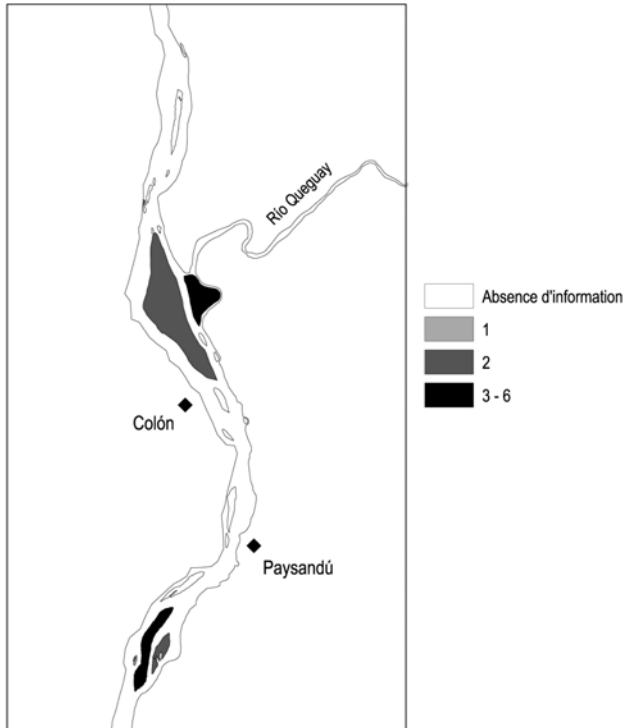 Río Queguay
Absence d'information
1
2
3 - 6
Colón
Paysandú